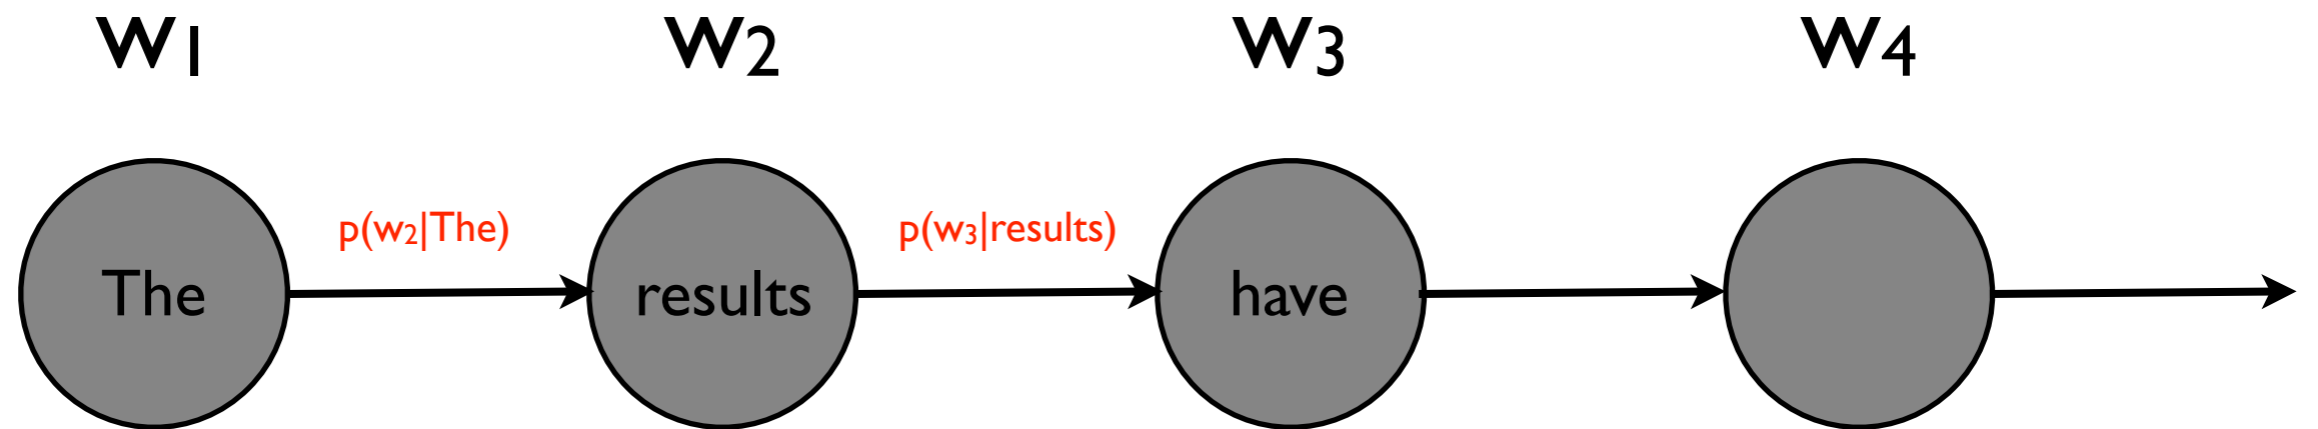 w1 w2 w3 w4
p(w2|The) p(w3|results)
The results have